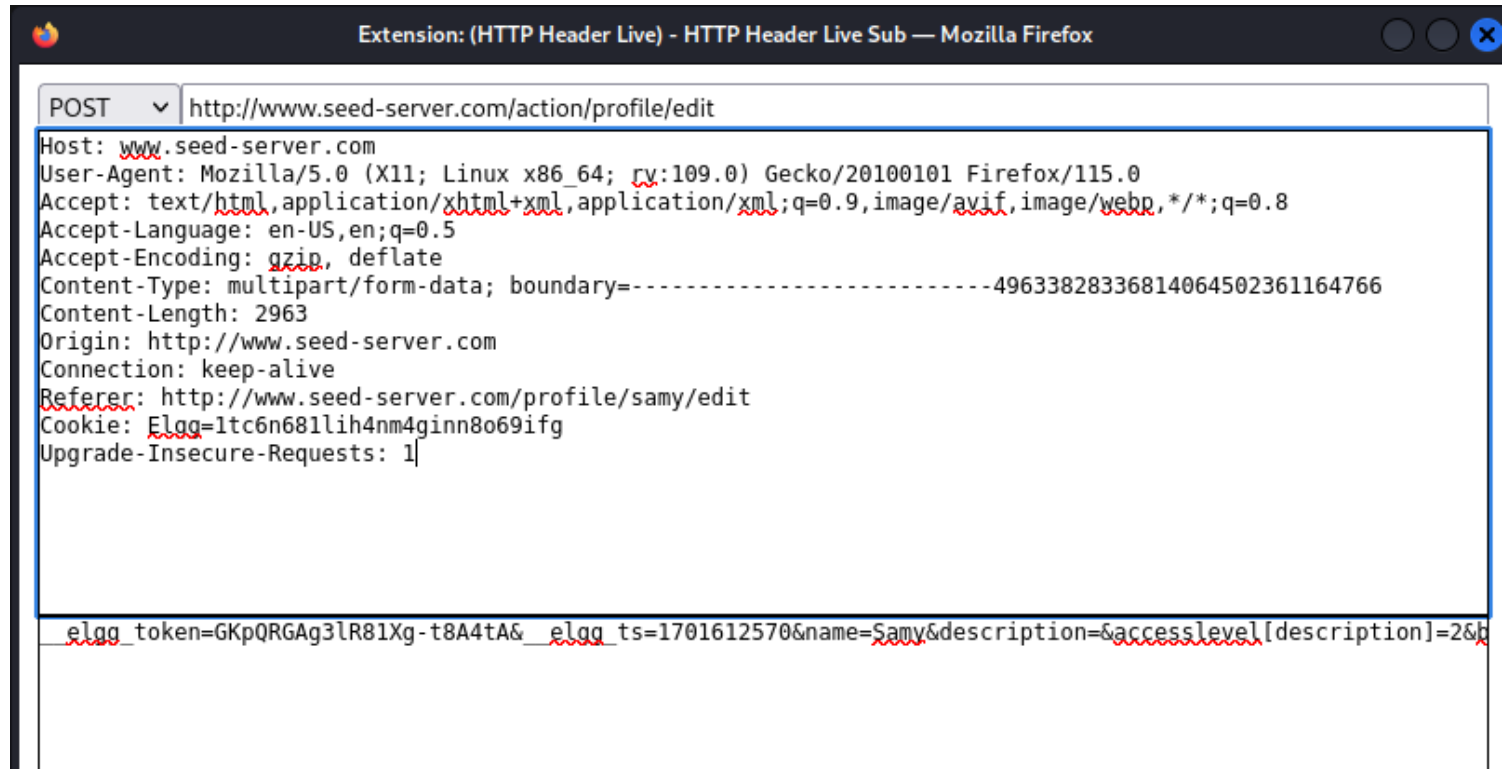 Extension: (HTTP Header Live) - HTTP Header Live Sub — Mozilla Firefox
POST http://www.seed-server.com/action/profile/edit
Host: www.seed-server.com
User-Agent: Mozilla/5.0 (X11; Linux x86_64; rv:109.0) Gecko/20100101 Firefox/115.0
Accept: text/html,application/xhtml+xml,application/xml;q=0.9,image/avif,image/webp,*/*;q=0.8
Accept-Language: en-US,en;q=0.5
Accept-Encoding: gzip, deflate
Content-Type: multipart/form-data; boundary=---------------------------49633828336814064502361164766
Content-Length: 2963
Origin: http://www.seed-server.com
Connection: keep-alive
Referer: http://www.seed-server.com/profile/samy/edit
Cookie: Elgg=1tc6n681lih4nm4ginn8o69ifg
Upgrade-Insecure-Requests: 1
__elgg_token=GKpQRGAg3lR81Xg-t8A4tA&__elgg_ts=1701612570&name=Samy&description=&accesslevel[description]=2&b